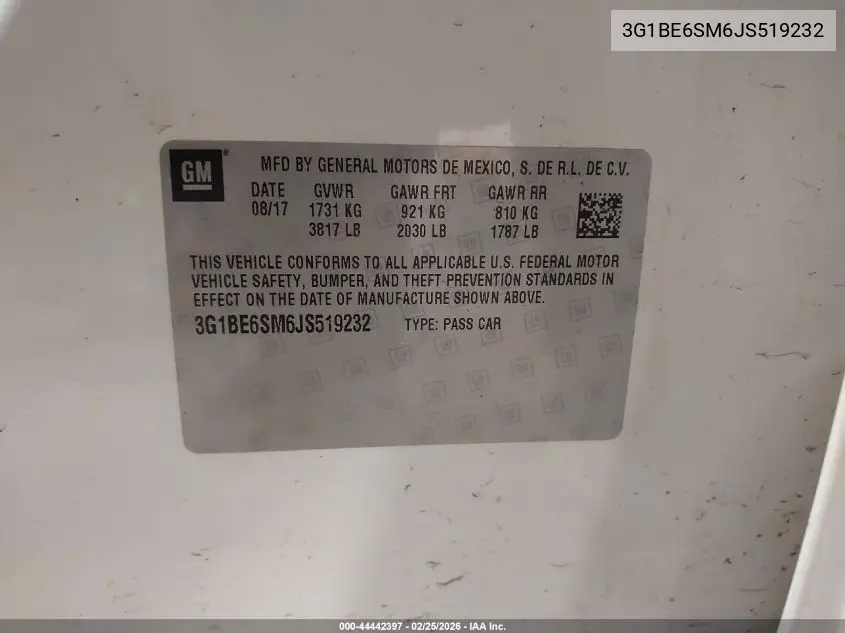 3G1BE6SM6JS519232
GM
MFD BY GENERAL MOTORS DE MEXICO, S. DE R.L. DE C.V.
DATE GVWR GAWR FRT GAWR RR
08/17 1731 KG 921 KG 810 KG
3817 LB 2030 LB 1787 LB
THIS VEHICLE CONFORMS TO ALL APPLICABLE U.S. FEDERAL MOTOR
VEHICLE SAFETY, BUMPER, AND THEFT PREVENTION STANDARDS IN
EFFECT ON THE DATE OF MANUFACTURE SHOWN ABOVE.
3G1BE6SM6JS519232 TYPE: PASS CAR
000-44442397 - 02/25/2026 - IAA Inc.